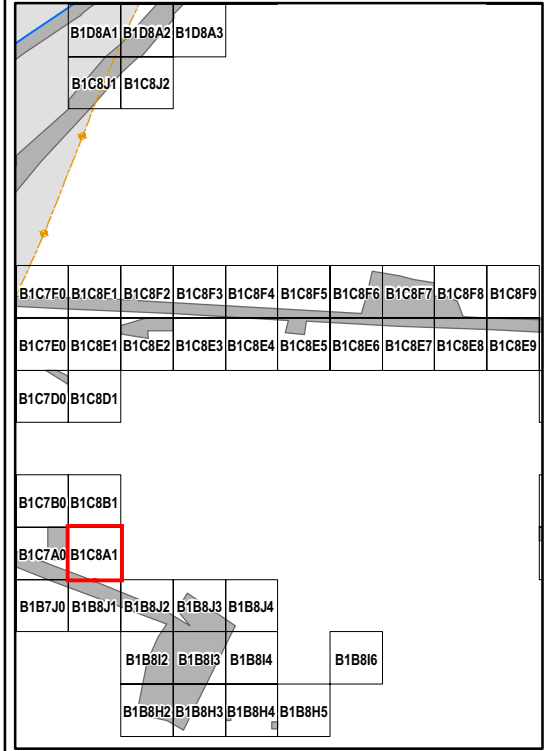 B1D8A1 B1D8A2 B1D8A3
B1C8J1 B1C8J2
B1C7F0 B1C8F1 B1C8F2 B1C8F3 B1C8F4 B1C8F5 B1C8F6 B1C8F7 B1C8F8 B1C8F9
B1C7E0 B1C8E1 B1C8E2 B1C8E3 B1C8E4 B1C8E5 B1C8E6 B1C8E7 B1C8E8 B1C8E9
B1C7D0 B1C8D1
B1C7B0 B1C8B1
B1C7A0 B1C8A1
B1B7J0 B1B8J1 B1B8J2 B1B8J3 B1B8J4
B1B8I2 B1B8I3 B1B8I4 B1B8I6
B1B8H2 B1B8H3 B1B8H4 B1B8H5